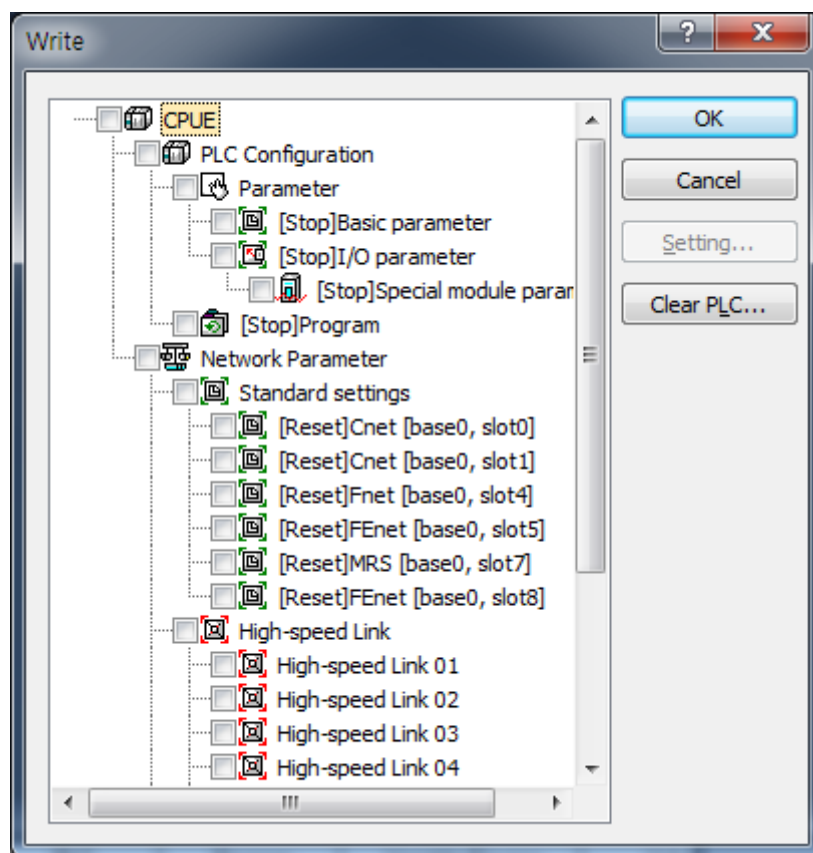 Write
CPUE
PLC Configuration
Parameter
[Stop]Basic parameter
[Stop]I/O parameter
[Stop]Special module parar
[Stop]Program
Network Parameter
Standard settings
[Reset]Cnet [base0, slot0]
[Reset]Cnet [base0, slot1]
[Reset]Fnet [base0, slot4]
[Reset]FEnet [base0, slot5]
[Reset]MRS [base0, slot7]
[Reset]FEnet [base0, slot8]
High-speed Link
High-speed Link 01
High-speed Link 02
High-speed Link 03
High-speed Link 04
OK
Cancel
Setting...
Clear PLC...